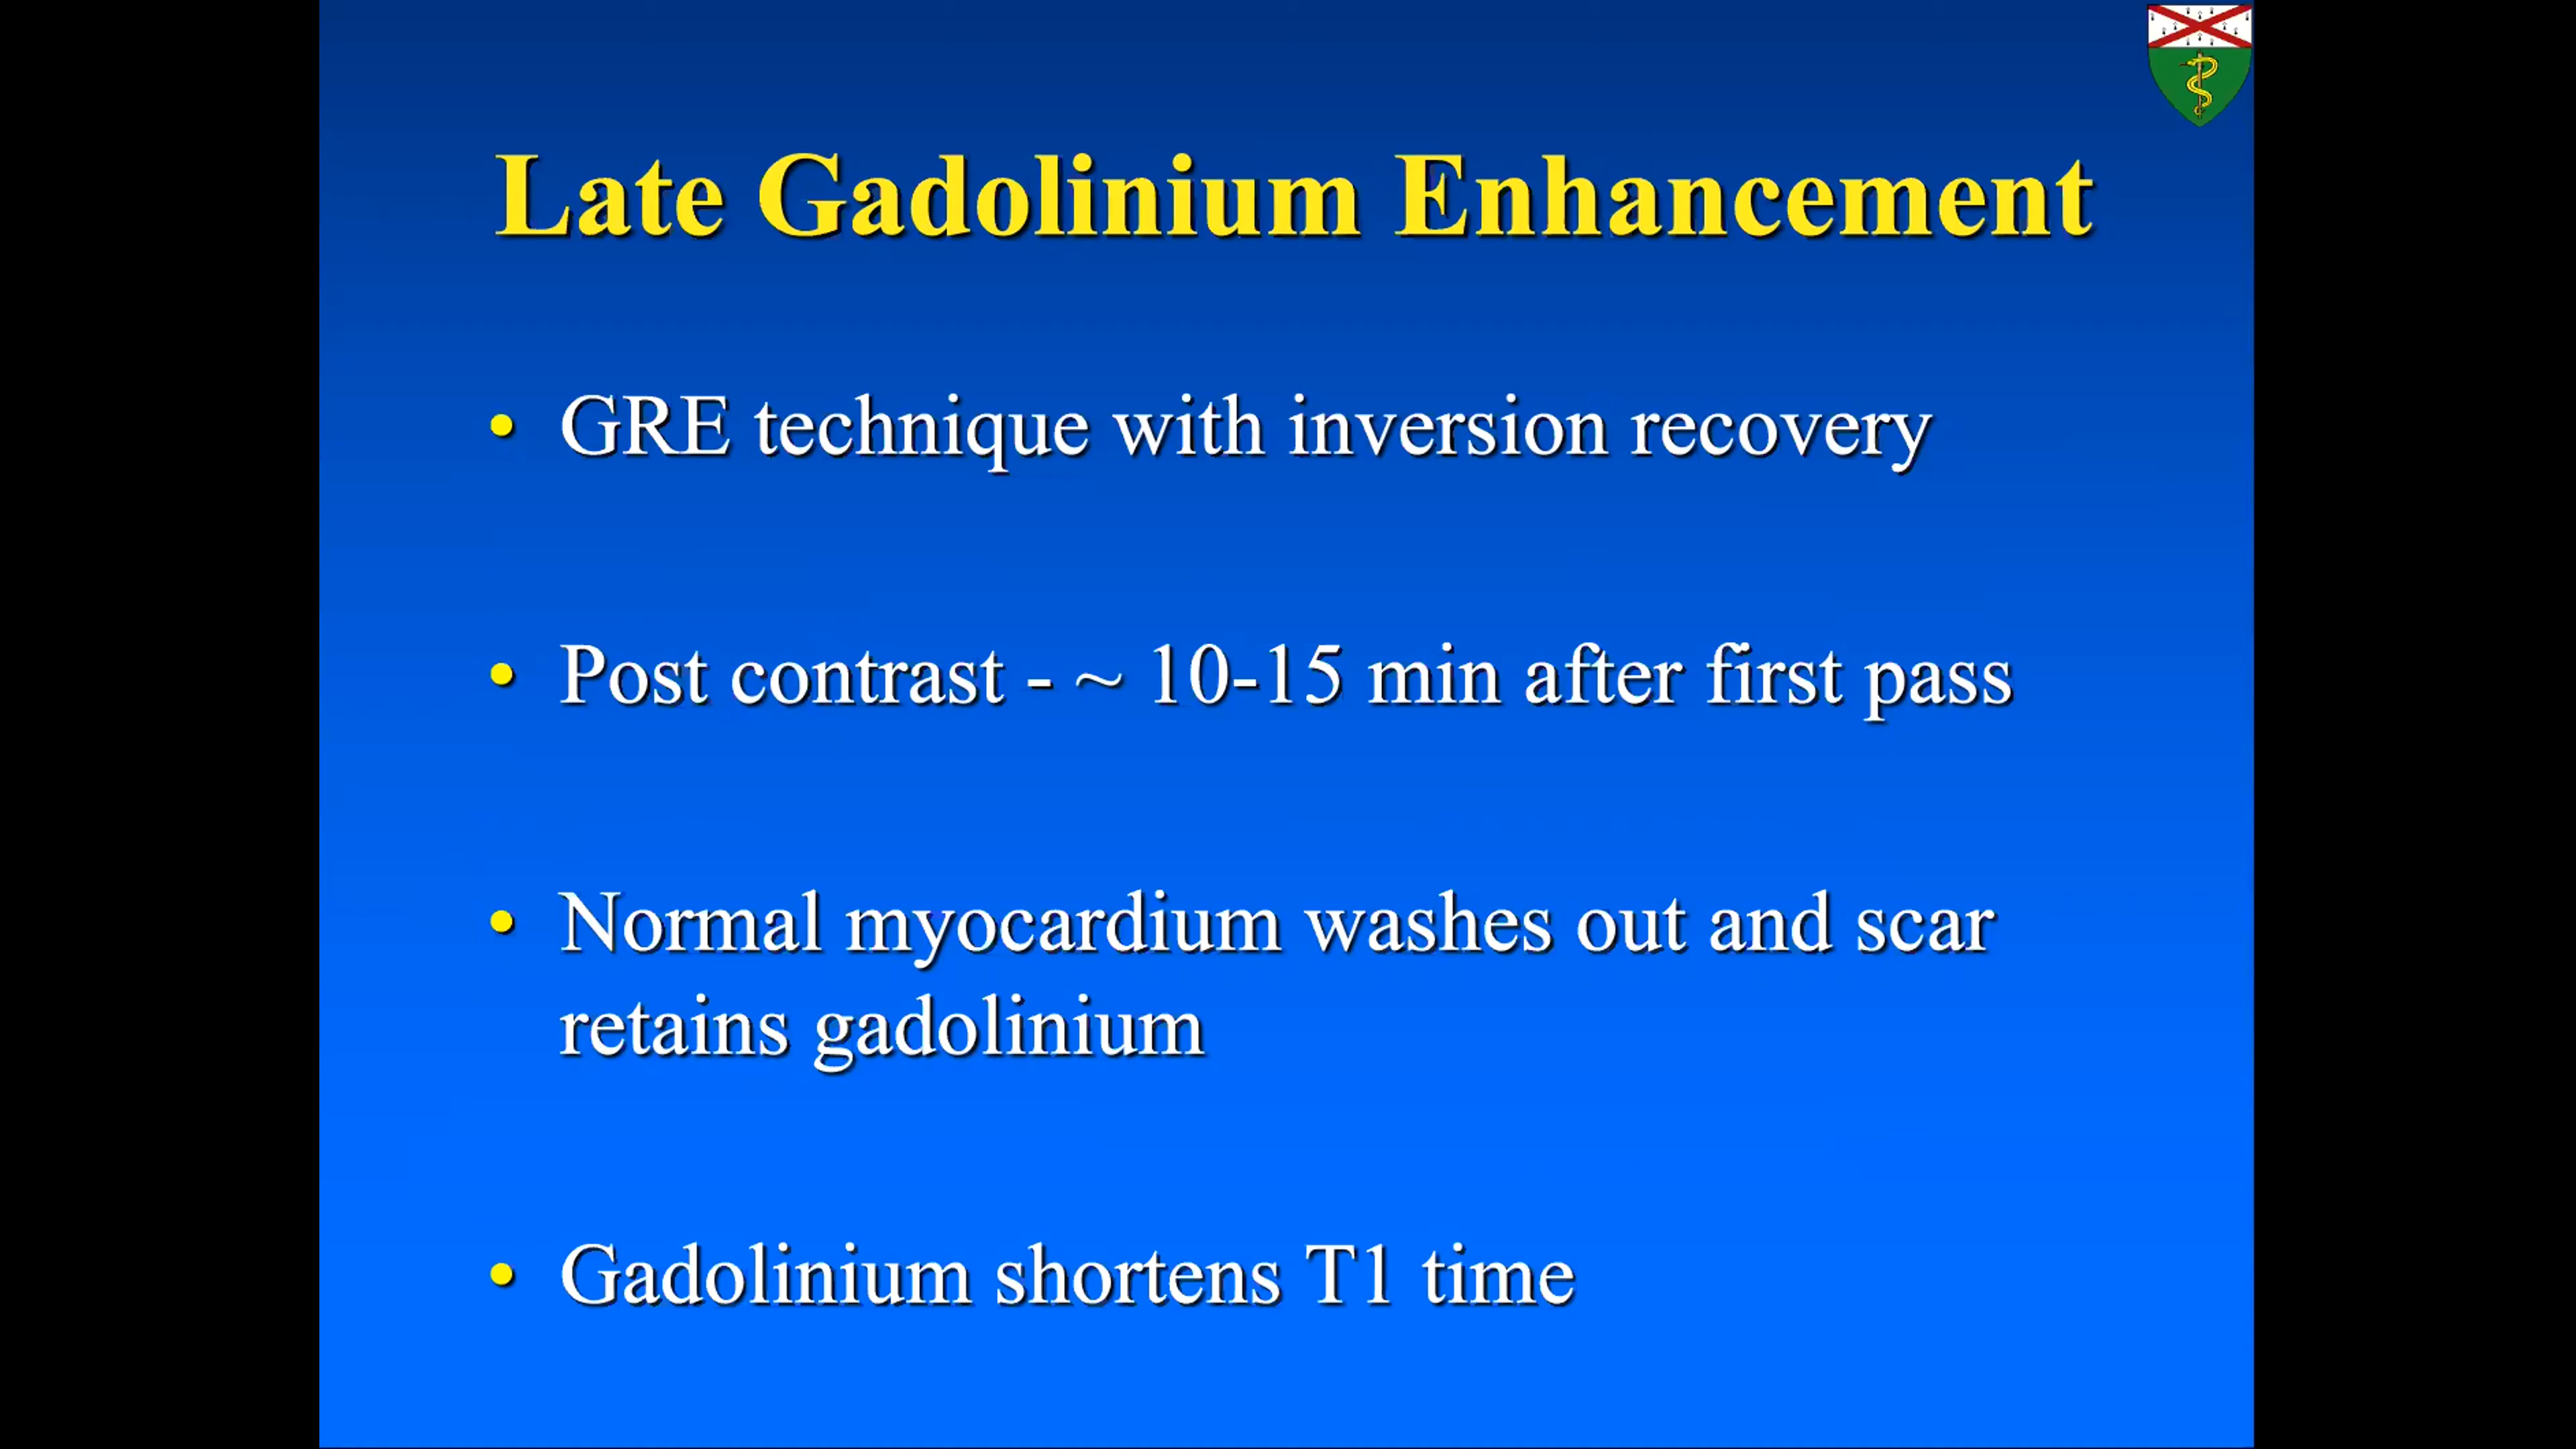 Late Gadolinium Enhancement
• GRE technique with inversion recovery
• Post contrast - ~ 10-15 min after first pass
• Normal myocardium washes out and scar
retains gadolinium
• Gadolinium shortens T1 time